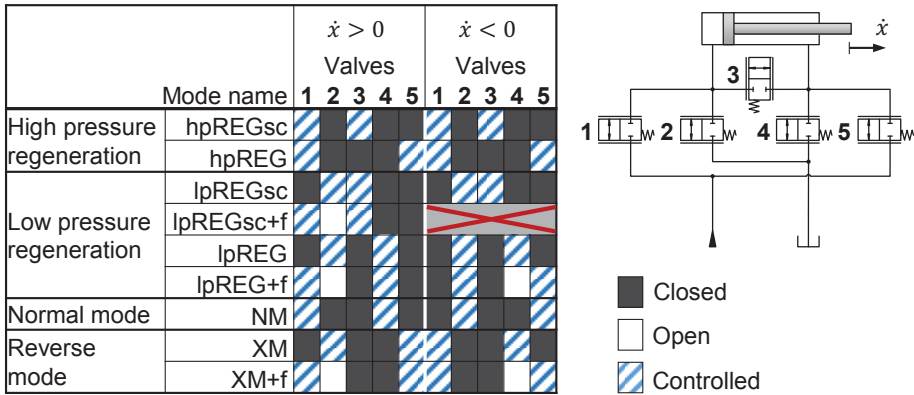 ẋ > 0 ẋ < 0
Valves Valves
Mode name 1 2 3 4 5 1 2 3 4 5
High pressure regeneration
hpREGsc
hpREG
Low pressure regeneration
lpREGsc
lpREGsc+f
lpREG
lpREG+f
Normal mode NM
Reverse mode
XM
XM+f
ẋ
3
1 2 4 5
Closed
Open
Controlled